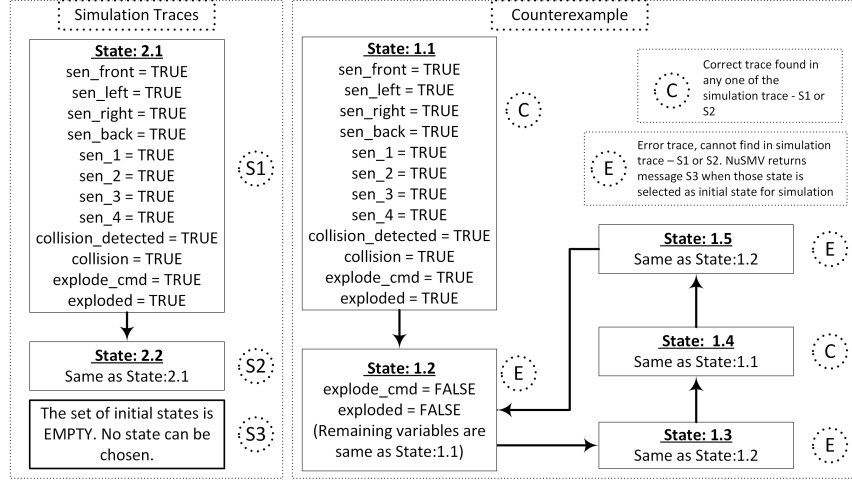 Simulation Traces
State: 2.1
sen_front = TRUE
sen_left = TRUE
sen_right = TRUE
sen_back = TRUE
sen_1 = TRUE
sen_2 = TRUE
sen_3 = TRUE
sen_4 = TRUE
collision_detected = TRUE
collision = TRUE
explode_cmd = TRUE
exploded = TRUE
S1
State: 2.2
Same as State:2.1
S2
The set of initial states is
EMPTY. No state can be
chosen.
S3
Counterexample
State: 1.1
sen_front = TRUE
sen_left = TRUE
sen_right = TRUE
sen_back = TRUE
sen_1 = TRUE
sen_2 = TRUE
sen_3 = TRUE
sen_4 = TRUE
collision_detected = TRUE
collision = TRUE
explode_cmd = TRUE
exploded = TRUE
C
State: 1.2
explode_cmd = FALSE
exploded = FALSE
(Remaining variables are
same as State:1.1)
E
C
Correct trace found in
any one of the
simulation trace - S1 or
S2
E
Error trace, cannot find in simulation
trace – S1 or S2. NuSMV returns
message S3 when those state is
selected as initial state for simulation
State: 1.5
Same as State:1.2
E
State:  1.4
Same as State:1.1
C
State: 1.3
Same as State:1.2
E